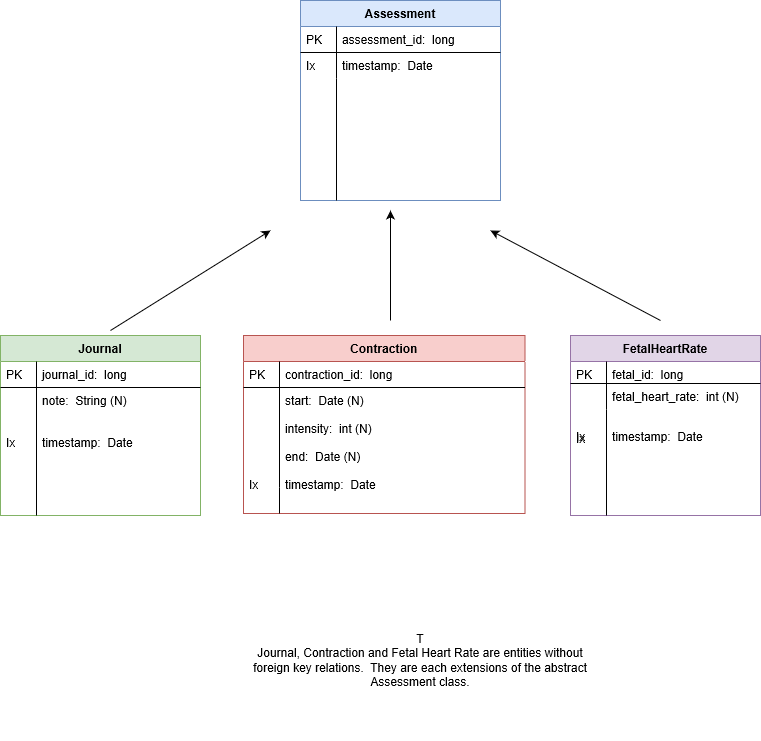 Assessment
PK assessment_id: long
Ix timestamp: Date
Journal
PK journal_id: long
note: String (N)
Ix timestamp: Date
Contraction
PK contraction_id: long
start: Date (N)
intensity: int (N)
end: Date (N)
Ix timestamp: Date
FetalHeartRate
PK fetal_id: long
fetal_heart_rate: int (N)
Ix timestamp: Date
T
Journal, Contraction and Fetal Heart Rate are entities without
foreign key relations. They are each extensions of the abstract
Assessment class.